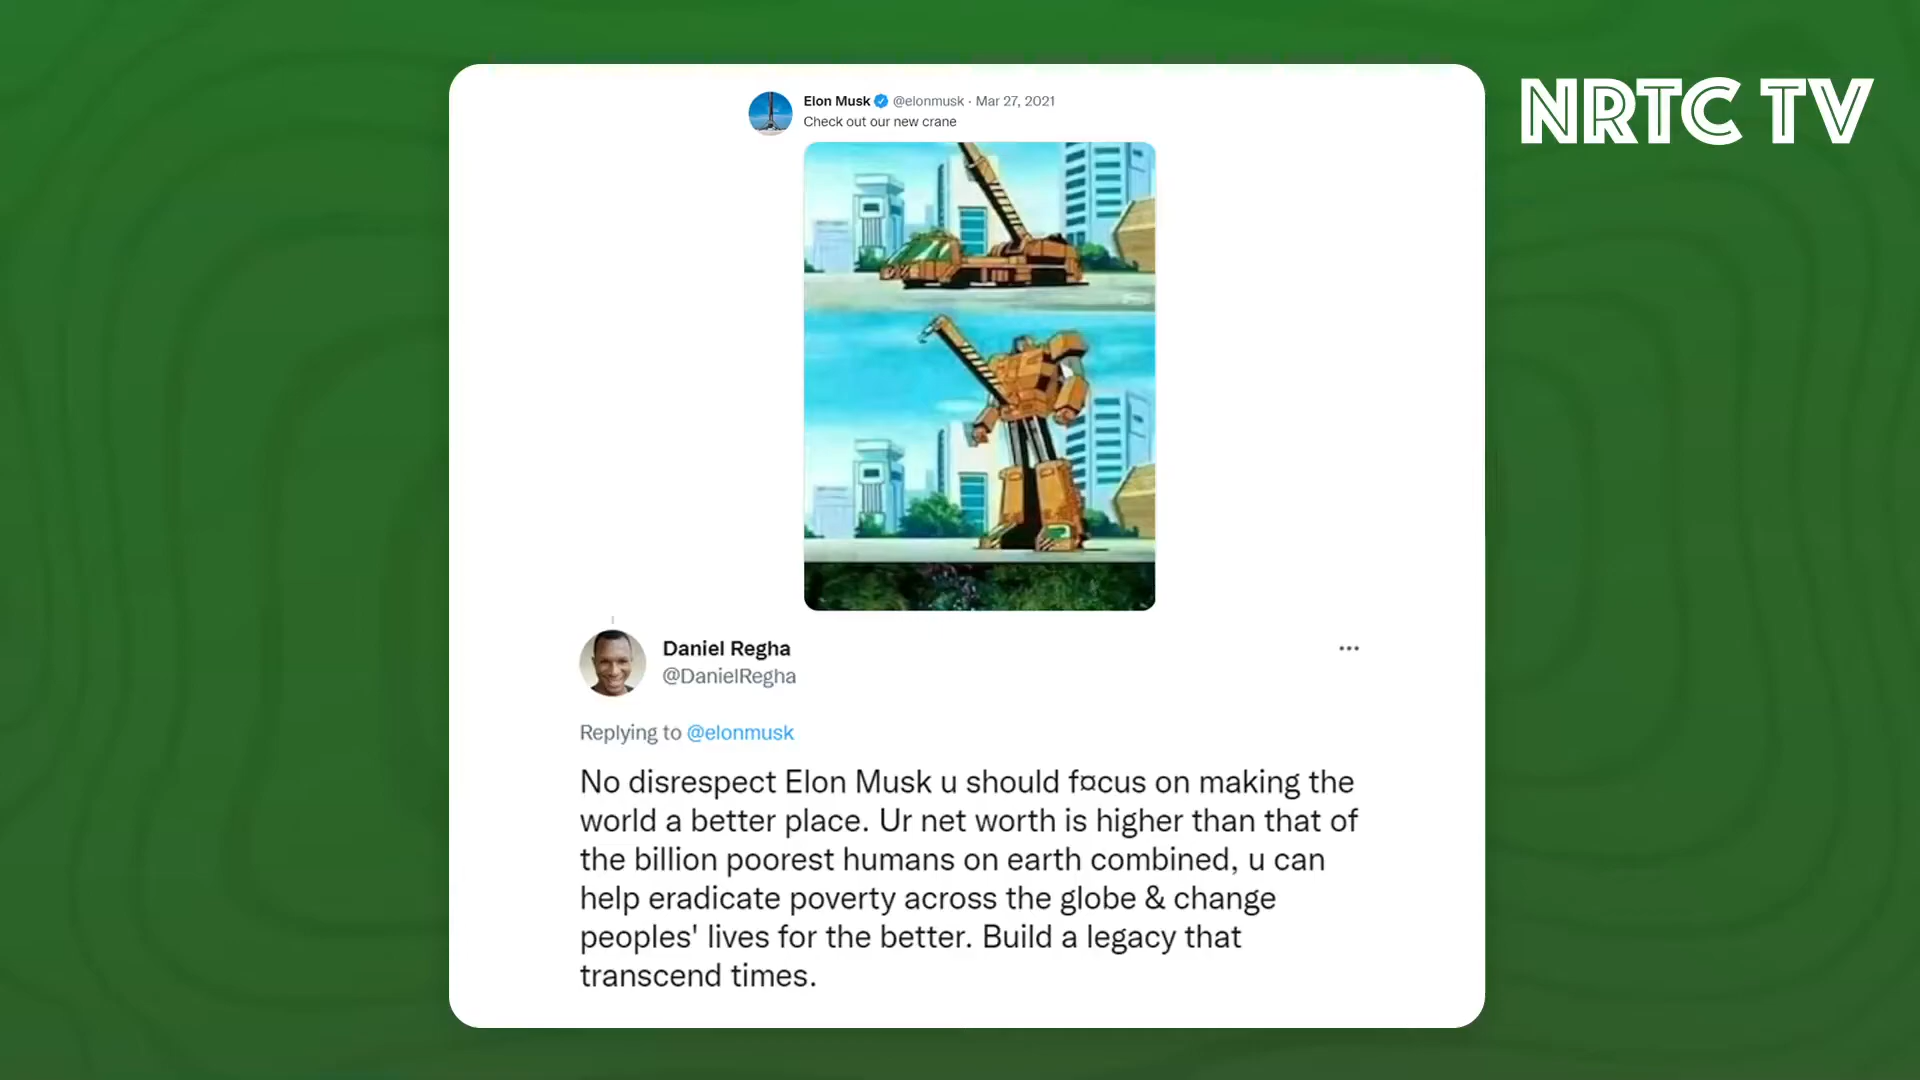 NRTC TV
Elon Musk @elonmusk · Mar 27, 2021
Check out our new crane
Daniel Regha
@DanielRegha
Replying to @elonmusk
No disrespect Elon Musk u should f¤cus on making the
world a better place. Ur net worth is higher than that of
the billion poorest humans on earth combined, u can
help eradicate poverty across the globe & change
peoples' lives for the better. Build a legacy that
transcend times.